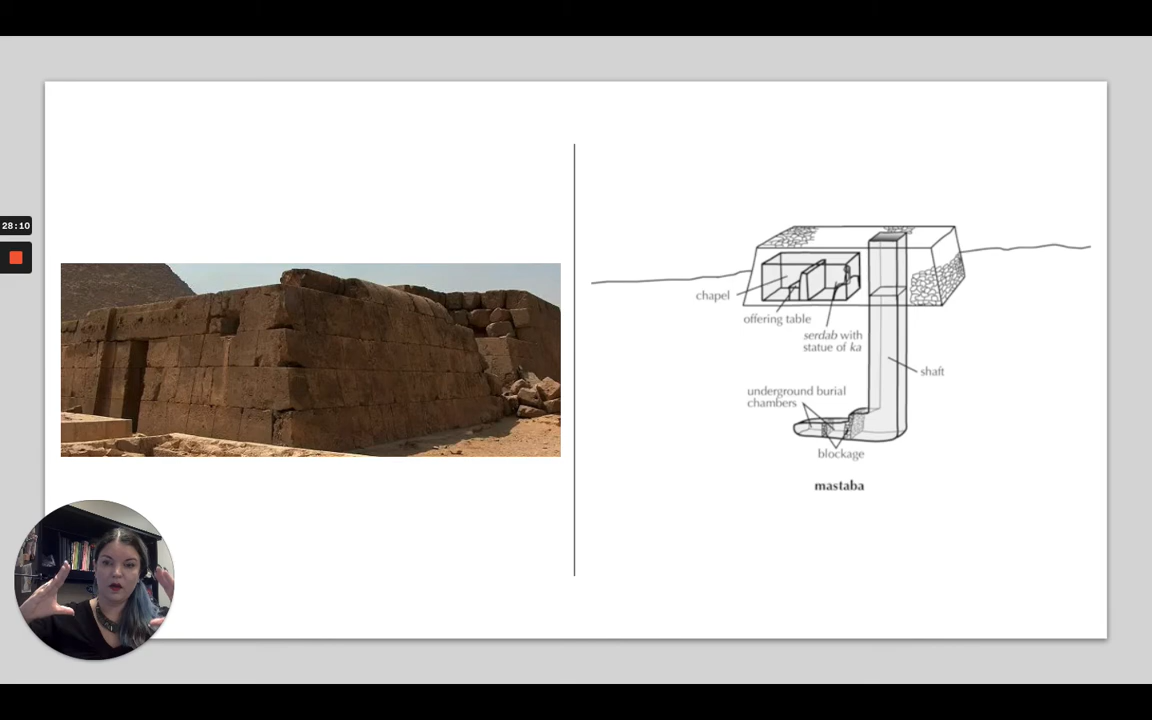 28:10
chapel
offering table
serdab with
statue of ka
shaft
underground burial
chambers
blockage
mastaba